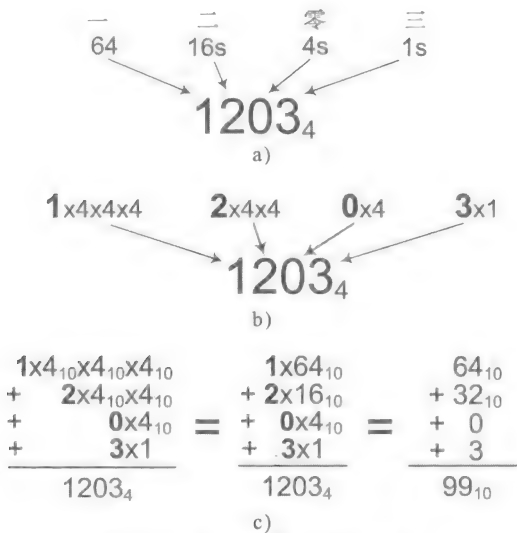 一 二 零 三
64 16s 4s 1s
1203₄
a)
1x4x4x4 2x4x4 0x4 3x1
1203₄
b)
1x4₁₀x4₁₀x4₁₀ 1x64₁₀ 64₁₀
+ 2x4₁₀x4₁₀ + 2x16₁₀ + 32₁₀
+ 0x4₁₀ = + 0x4₁₀ = + 0
+ 3x1 + 3x1 + 3
1203₄ 1203₄ 99₁₀
c)